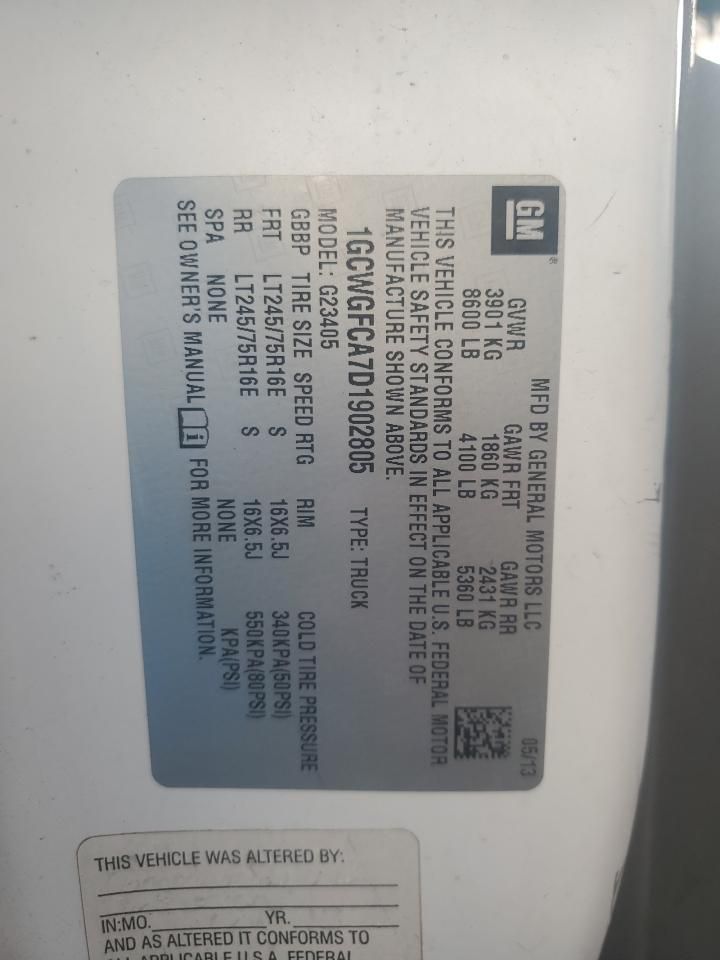 GM
MFD BY GENERAL MOTORS LLC 05/13
GVWR GAWR FRT GAWR RR
3901 KG 1860 KG 2431 KG
8600 LB 4100 LB 5360 LB
THIS VEHICLE CONFORMS TO ALL APPLICABLE U.S. FEDERAL MOTOR
VEHICLE SAFETY STANDARDS IN EFFECT ON THE DATE OF
MANUFACTURE SHOWN ABOVE.
1GCWGFCA7D1902805 TYPE: TRUCK
MODEL: G23405
GBBP TIRE SIZE SPEED RTG RIM COLD TIRE PRESSURE
FRT LT245/75R16E S 16X6.5J 340KPA(50PSI)
RR LT245/75R16E S 16X6.5J 550KPA(80PSI)
SPA NONE NONE KPA(PSI)
SEE OWNER'S MANUAL FOR MORE INFORMATION.
THIS VEHICLE WAS ALTERED BY:
IN:MO. YR.
AND AS ALTERED IT CONFORMS TO
ALL APPLICABLE U.S.A. FEDERAL